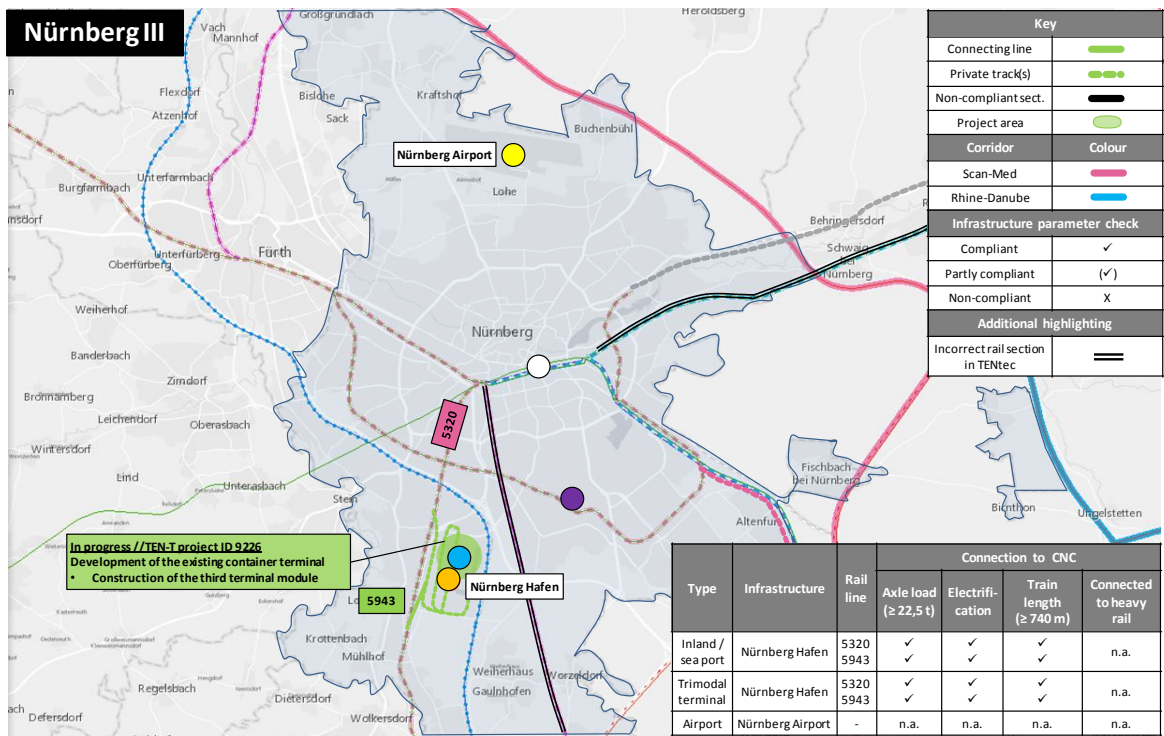 Nürnberg III
Großgründlach
Heroldsberg
Vach
Mannhof
Flexdorf
Atzenhof
Bislohe
Sack
Kraftshof
Buchenbühl
Nürnberg Airport
Lohe
Burgfarrnbach
Unterfarrnbach
Unterfürberg
Oberfürberg
Fürth
Behringersdorf
Schwaig
Nürnberg
Weiherhof
Banderbach
Zirndorf
Bronnamberg
Leichendorf
Oberasbach
Wintersdorf
Lind
Unterasbach
Nürnberg
5320
Stein
Fischbach
bei Nürnberg
Birnthon
Ungelstetten
Altenfurt
In progress //TEN-T project ID 9226
Development of the existing container terminal
• Construction of the third terminal module
5943
Nürnberg Hafen
Krottenbach
Mühlhof
Weiherhaus
Gaulnhofen
Worzeldorf
Regelsbach
Dietersdorf
Defersdorf
Wolkersdorf
Key
Connecting line
Private track(s)
Non-compliant sect.
Project area
Corridor Colour
Scan-Med
Rhine-Danube
Infrastructure parameter check
Compliant ✓
Partly compliant (✓)
Non-compliant X
Additional highlighting
Incorrect rail section
in TENtec
Type Infrastructure Rail line Connection to CNC
Axle load (≥ 22,5 t) Electrifi-cation Train length (≥ 740 m) Connected to heavy rail
Inland / sea port Nürnberg Hafen 5320 ✓ ✓ ✓ n.a.
5943 ✓ ✓ ✓
Trimodal terminal Nürnberg Hafen 5320 ✓ ✓ ✓ n.a.
5943 ✓ ✓ ✓
Airport Nürnberg Airport - n.a. n.a. n.a. n.a.